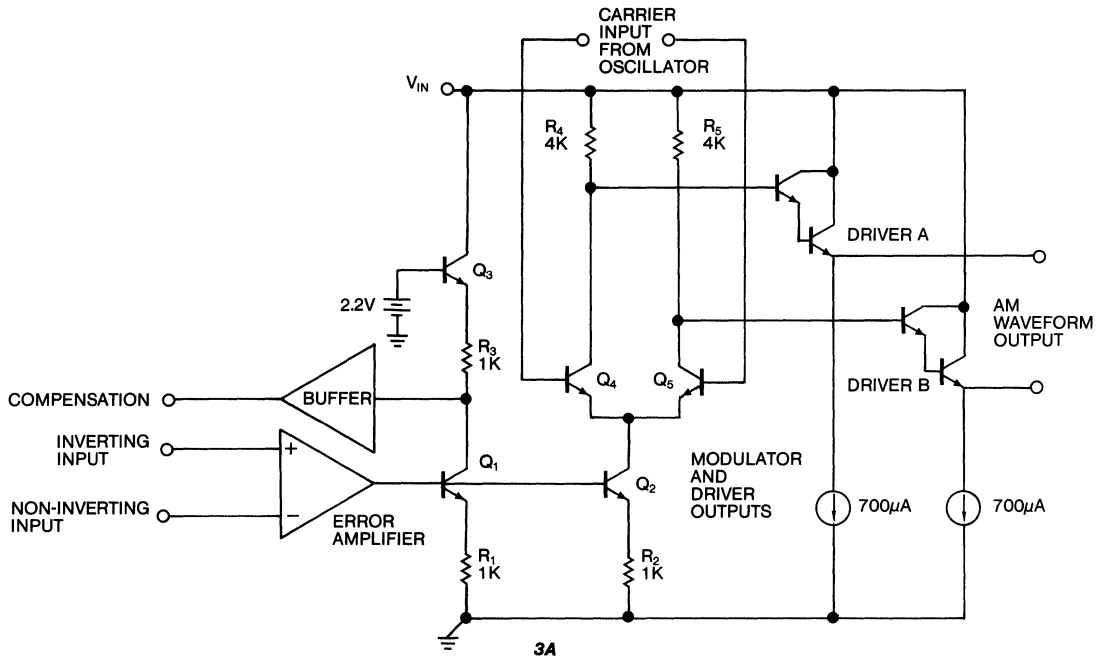 CARRIER
INPUT
FROM
OSCILLATOR
VIN
R4
4K
R5
4K
DRIVER A
Q3
2.2V
R3
1K
AM
WAVEFORM
OUTPUT
Q4
Q5
DRIVER B
COMPENSATION
BUFFER
INVERTING
INPUT
+
Q1
Q2
MODULATOR
AND
DRIVER
OUTPUTS
NON-INVERTING
INPUT
−
ERROR
AMPLIFIER
700μA
700μA
R1
1K
R2
1K
3A